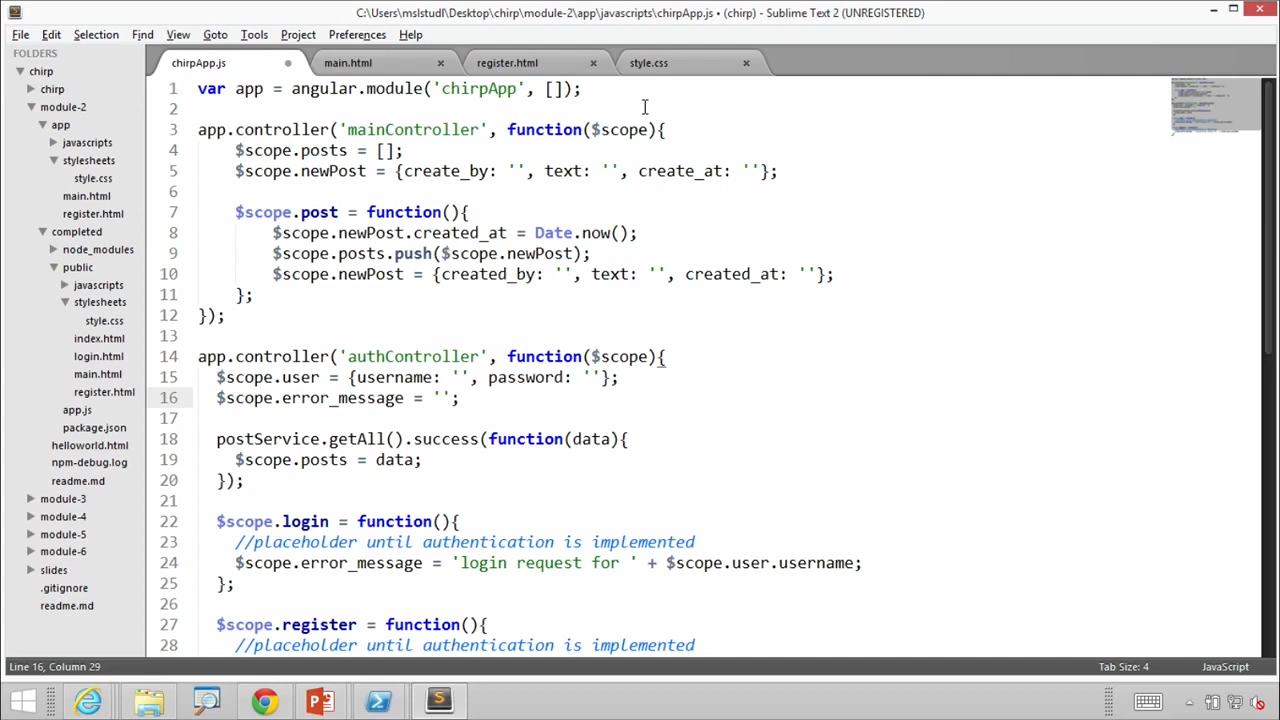 C:\Users\mslstudl\Desktop\chirp\module-2\app\javascripts\chirpApp.js • (chirp) - Sublime Text 2 (UNREGISTERED)
File Edit Selection Find View Goto Tools Project Preferences Help
FOLDERS
chirp
chirp
module-2
app
javascripts
stylesheets
style.css
main.html
register.html
completed
node_modules
public
javascripts
stylesheets
style.css
index.html
login.html
main.html
register.html
app.js
package.json
helloworld.html
npm-debug.log
readme.md
module-3
module-4
module-5
module-6
slides
.gitignore
readme.md
chirpApp.js main.html register.html style.css
1 var app = angular.module('chirpApp', []);
2
3 app.controller('mainController', function($scope){
4 $scope.posts = [];
5 $scope.newPost = {create_by: '', text: '', create_at: ''};
6
7 $scope.post = function(){
8 $scope.newPost.created_at = Date.now();
9 $scope.posts.push($scope.newPost);
10 $scope.newPost = {created_by: '', text: '', created_at: ''};
11 };
12 });
13
14 app.controller('authController', function($scope){
15 $scope.user = {username: '', password: ''};
16 $scope.error_message = '';
17
18 postService.getAll().success(function(data){
19 $scope.posts = data;
20 });
21
22 $scope.login = function(){
23 //placeholder until authentication is implemented
24 $scope.error_message = 'login request for ' + $scope.user.username;
25 };
26
27 $scope.register = function(){
28 //placeholder until authentication is implemented
Line 16, Column 29 Tab Size: 4 JavaScript